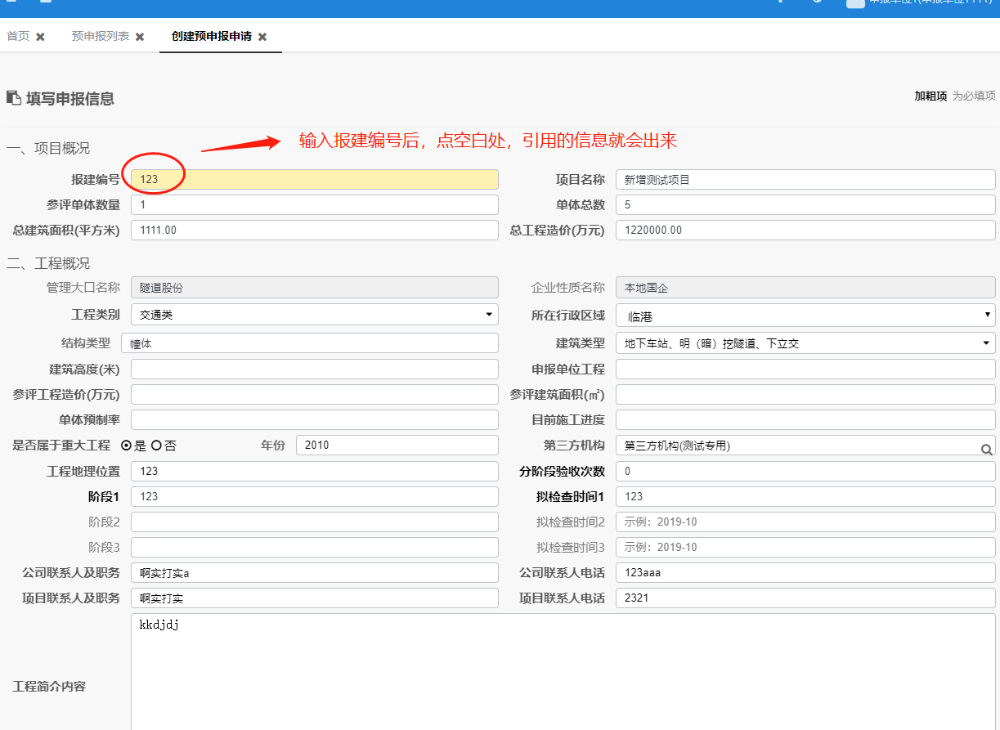 首页 预申报列表 创建预申报申请
填写申报信息 加粗项 为必填项
输入报建编号后，点空白处，引用的信息就会出来
一、项目概况
报建编号 123 项目名称 新增测试项目
参评单体数量 1 单体总数 5
总建筑面积(平方米) 1111.00 总工程造价(万元) 1220000.00
二、工程概况
管理大口名称 隧道股份 企业性质名称 本地国企
工程类别 交通类 所在行政区域 临港
结构类型 幢体 建筑类型 地下车站、明（暗）挖隧道、下立交
建筑高度(米) 申报单位工程
参评工程造价(万元) 参评建筑面积(㎡)
单体预制率 目前施工进度
是否属于重大工程 是 否 年份 2010 第三方机构 第三方机构(测试专用)
工程地理位置 123 分阶段验收次数 0
阶段1 123 拟检查时间1 123
阶段2 拟检查时间2 示例：2019-10
阶段3 拟检查时间3 示例：2019-10
公司联系人及职务 啊实打实a 公司联系人电话 123aaa
项目联系人及职务 啊实打实 项目联系人电话 2321
kkdjdj
工程简介内容